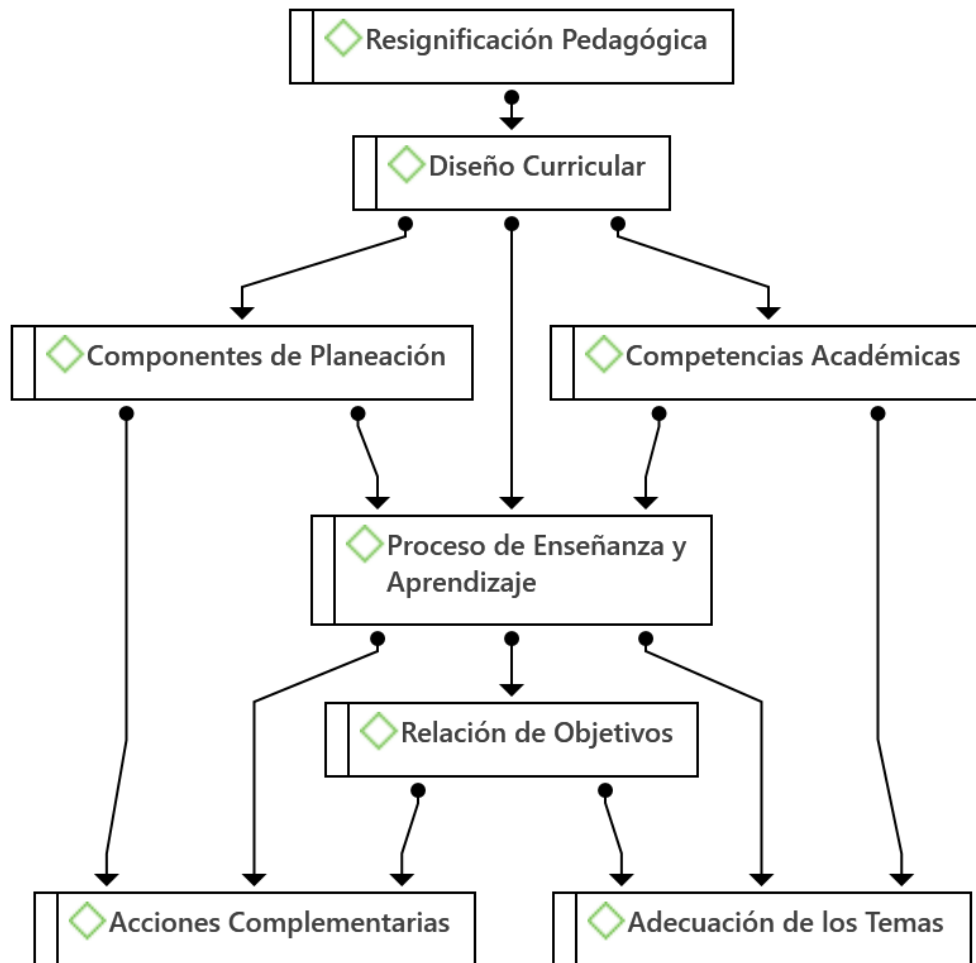 Resignificación Pedagógica
Diseño Curricular
Componentes de Planeación
Competencias Académicas
Proceso de Enseñanza y
Aprendizaje
Relación de Objetivos
Acciones Complementarias
Adecuación de los Temas